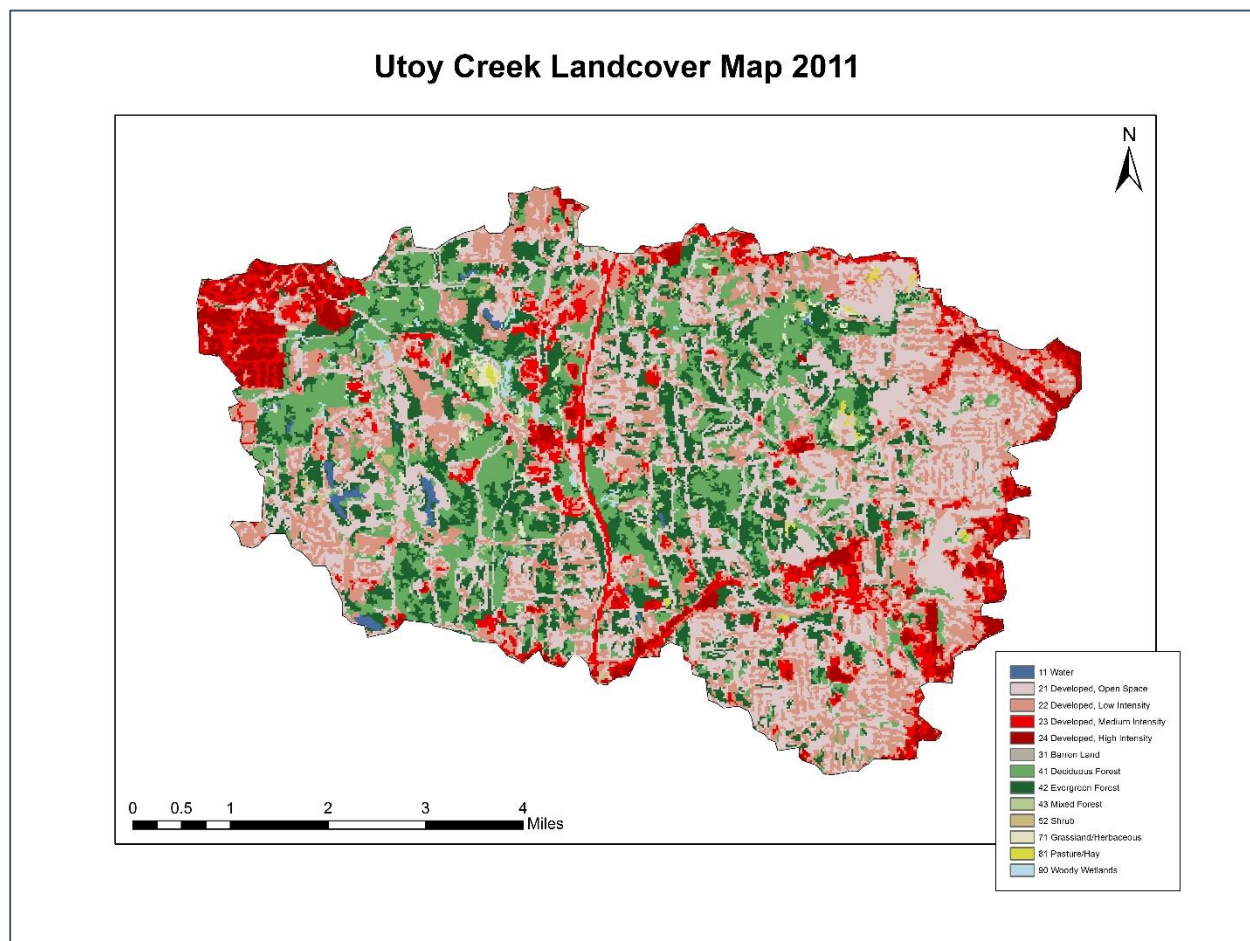 Utoy Creek Landcover Map 2011
N
11 Water
21 Developed, Open Space
22 Developed, Low Intensity
23 Developed, Medium Intensity
24 Developed, High Intensity
31 Barren Land
41 Deciduous Forest
42 Evergreen Forest
43 Mixed Forest
52 Shrub
71 Grassland/Herbaceous
81 Pasture/Hay
90 Woody Wetlands
0 0.5 1 2 3 4
Miles